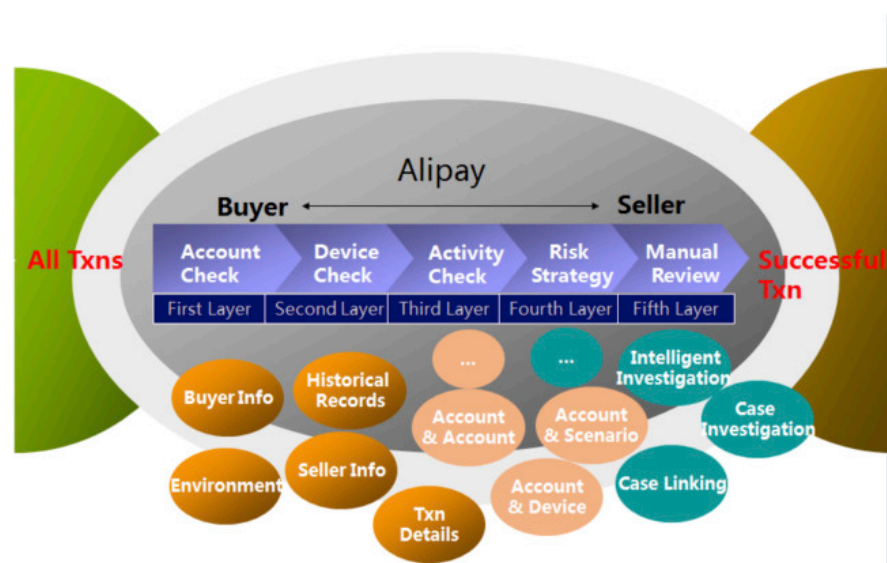 Alipay
Buyer
Seller
All Txns
Account
Check
Device
Check
Activity
Check
Risk
Strategy
Manual
Review
Successful
Txn
First Layer
Second Layer
Third Layer
Fourth Layer
Fifth Layer
...
...
Intelligent
Investigation
Buyer Info
Historical
Records
Account
& Account
Account
& Scenario
Case
Investigation
Environment
Seller Info
Account
& Device
Case Linking
Txn
Details